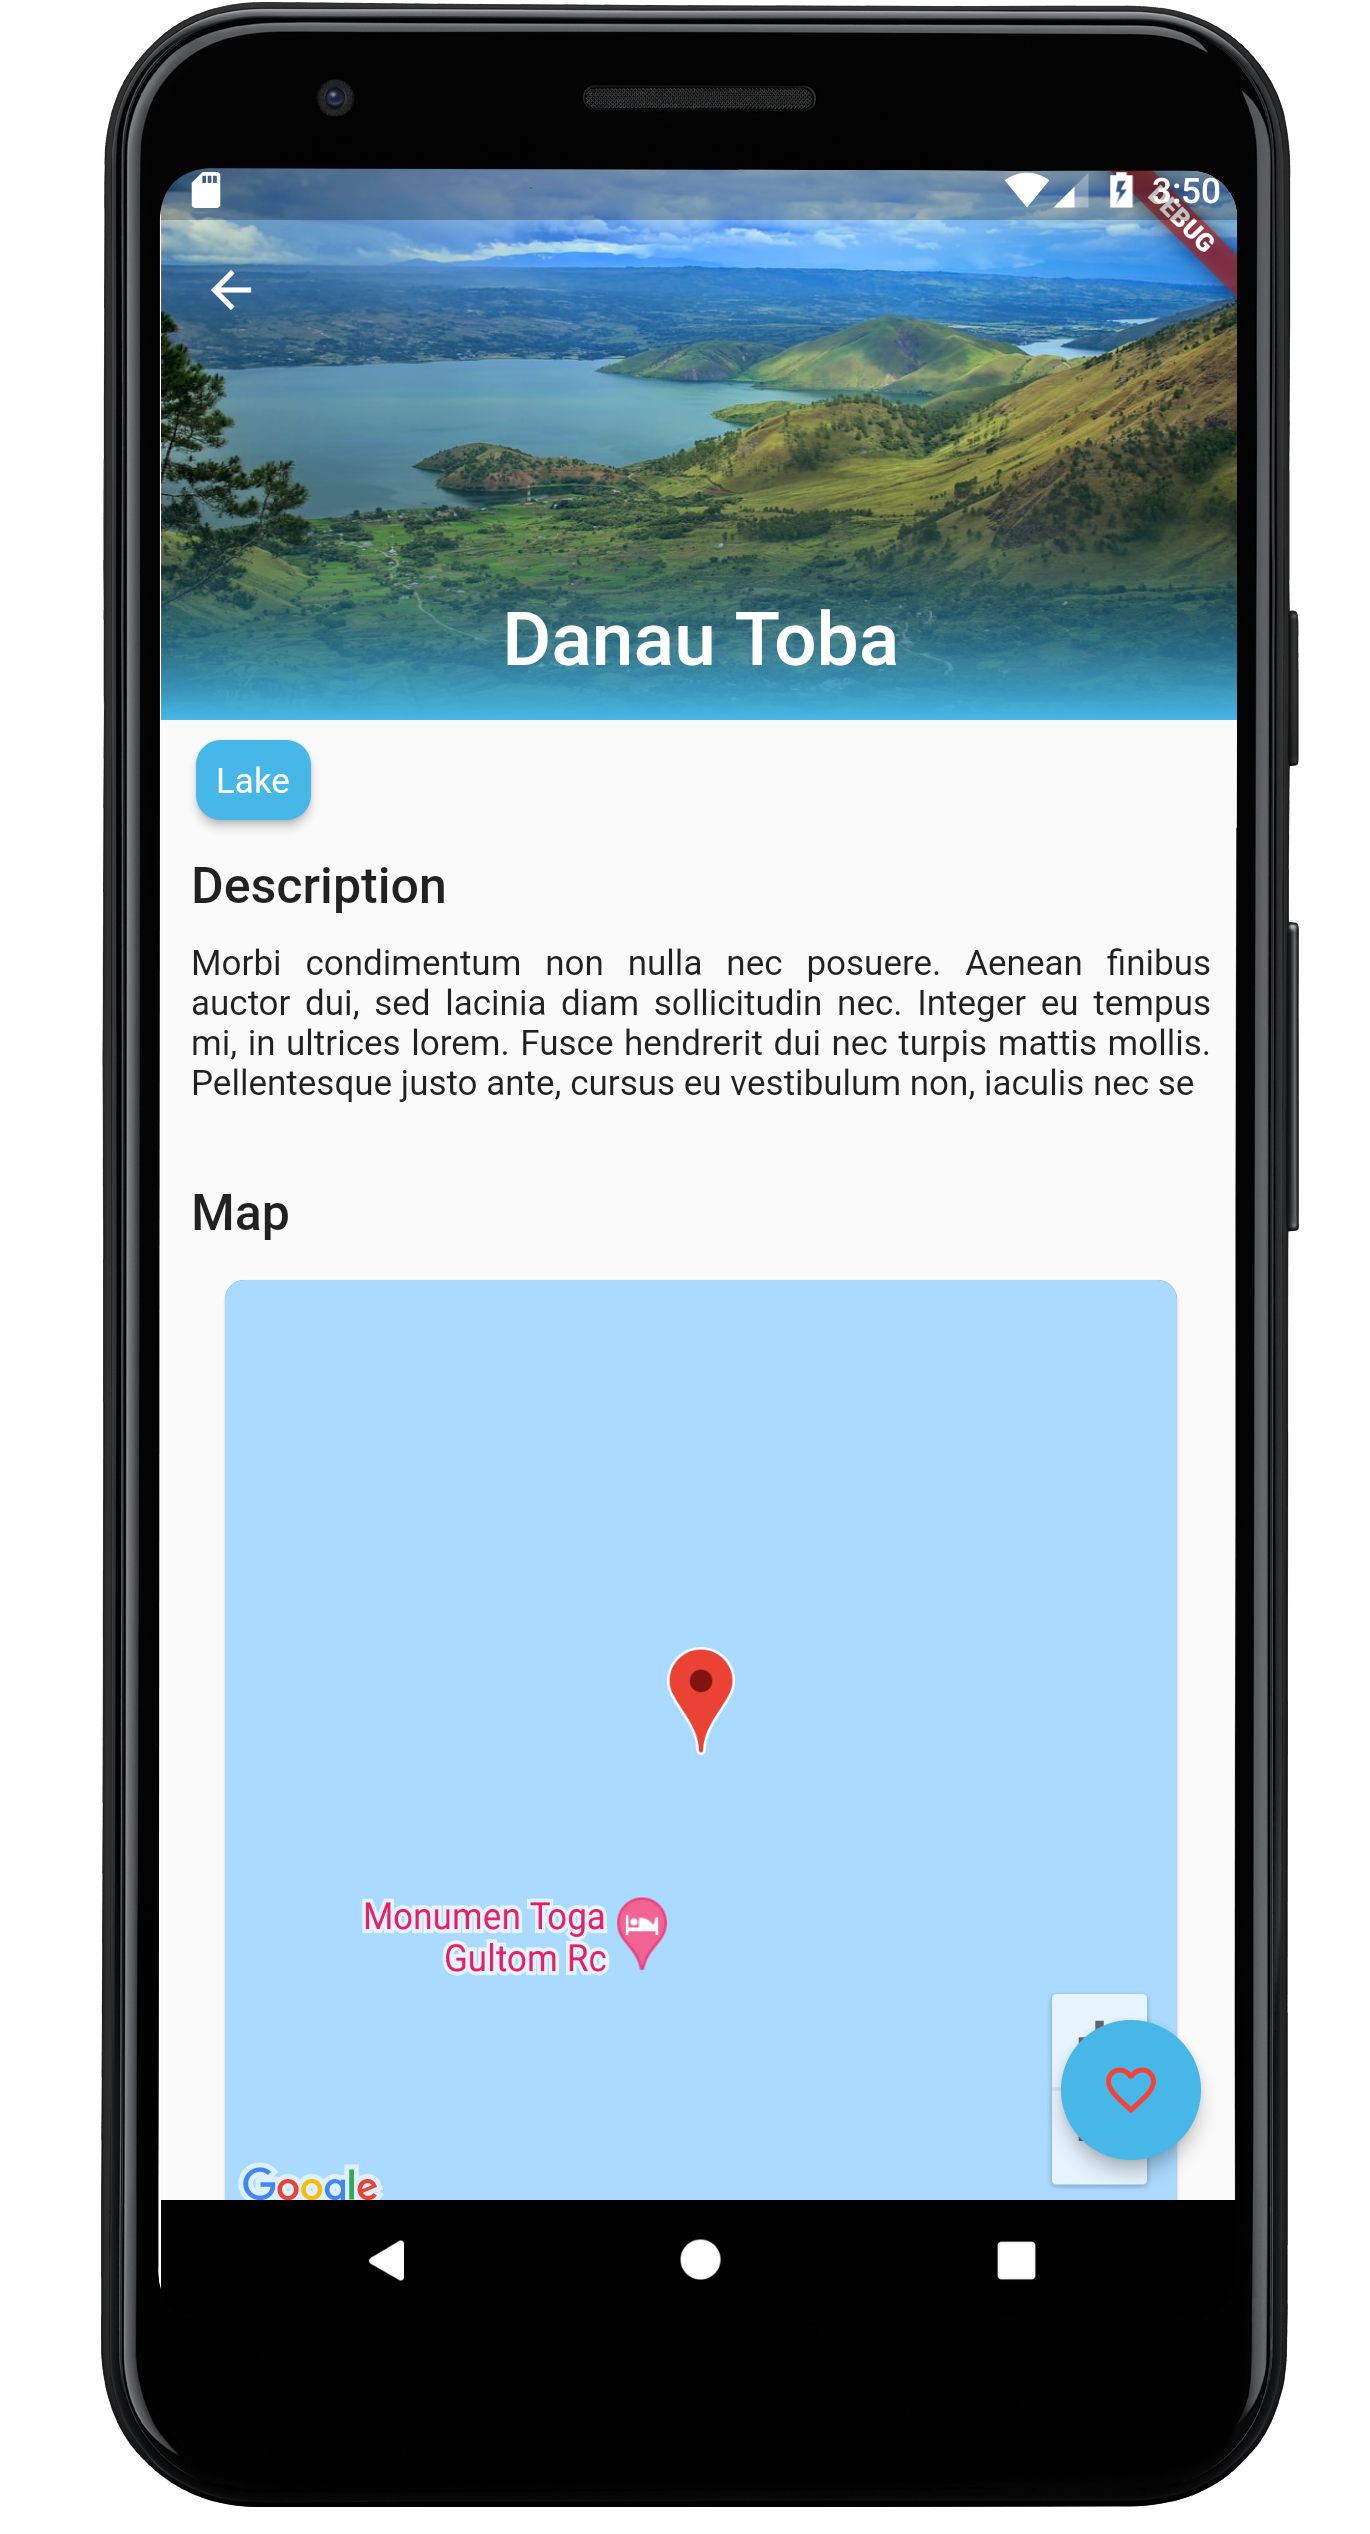 3:50
DEBUG
Danau Toba
Lake
Description
Morbi condimentum non nulla nec posuere. Aenean finibus
auctor dui, sed lacinia diam sollicitudin nec. Integer eu tempus
mi, in ultrices lorem. Fusce hendrerit dui nec turpis mattis mollis.
Pellentesque justo ante, cursus eu vestibulum non, iaculis nec se
Map
Monumen Toga
Gultom Rc
Google